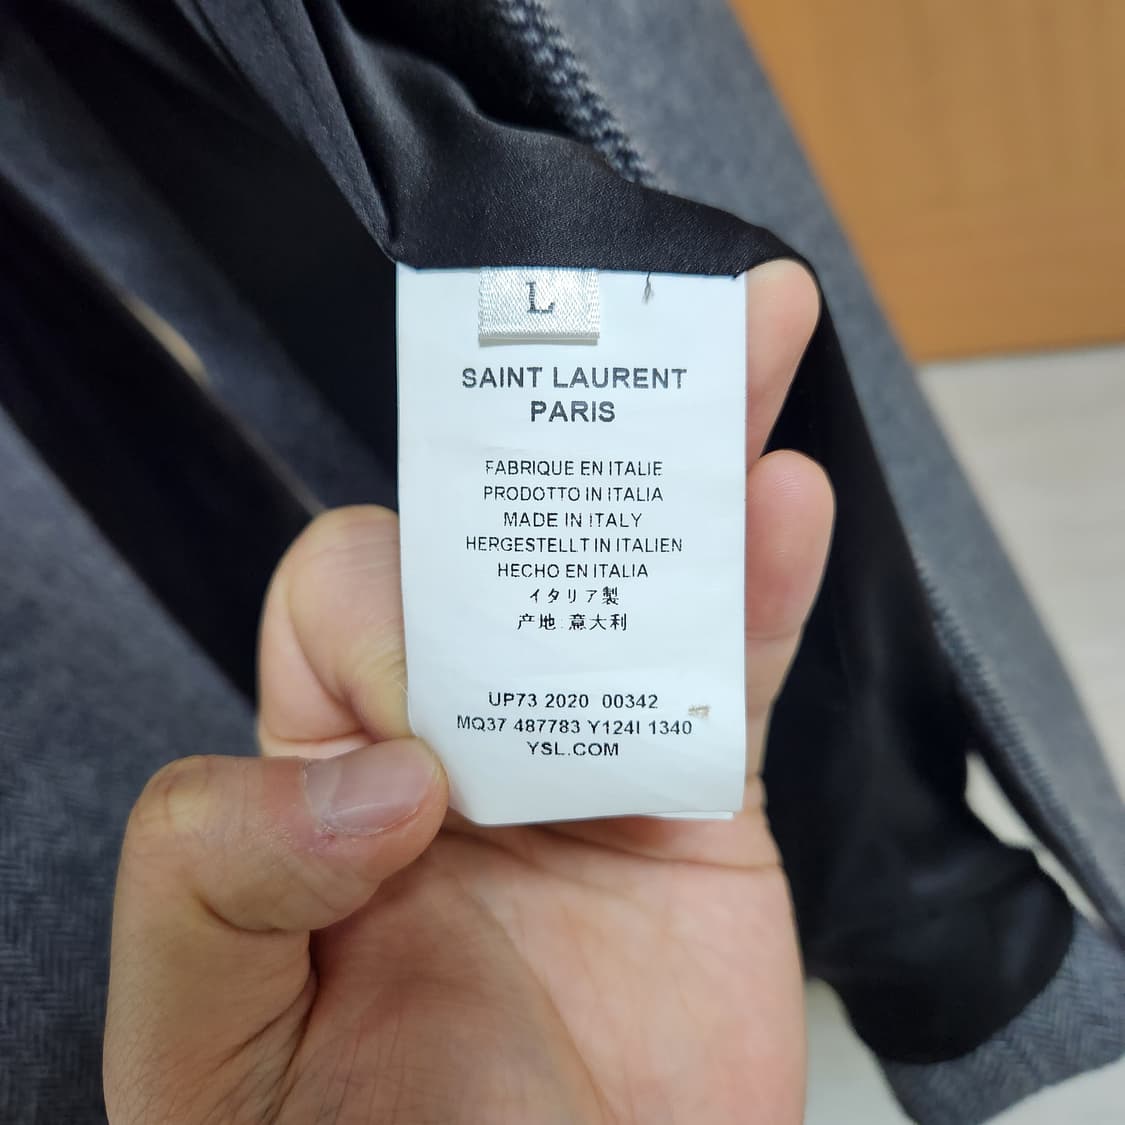 L
SAINT LAURENT
PARIS
FABRIQUE EN ITALIE
PRODOTTO IN ITALIA
MADE IN ITALY
HERGESTELLT IN ITALIEN
HECHO EN ITALIA
イタリア製
产地:意大利
UP73 2020 00342
MQ37 487783 Y124I 1340
YSL.COM